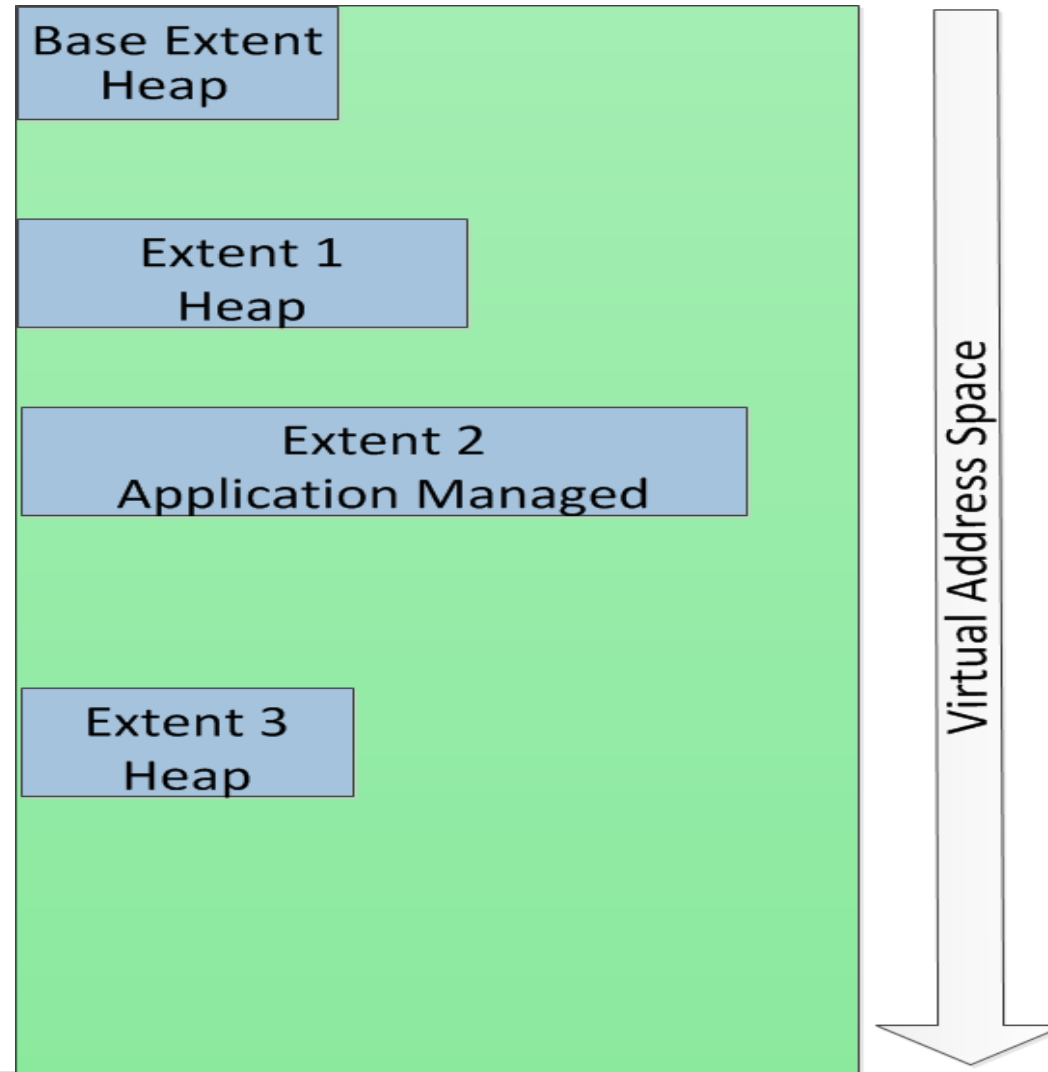 Base Extent
Heap
Extent 1
Heap
Extent 2
Application Managed
Extent 3
Heap
Virtual Address Space